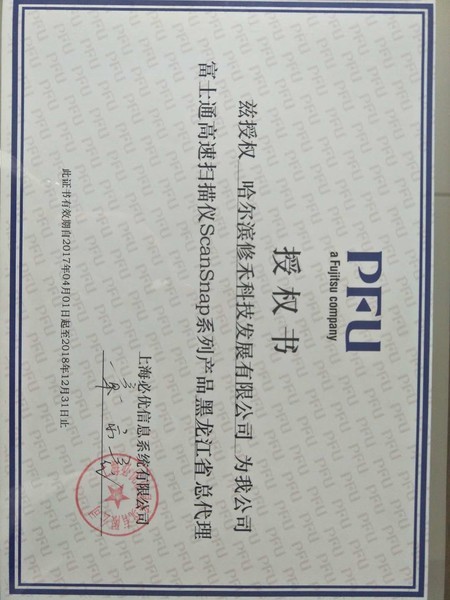 PFU
a Fujitsu company
授权书
兹授权 哈尔滨修禾科技发展有限公司 为我公司
富士通高速扫描仪ScanSnap系列产品黑龙江省总代理
上海必优信息系统有限公司
此证书有效期自2017年04月01日起至2018年12月31日止